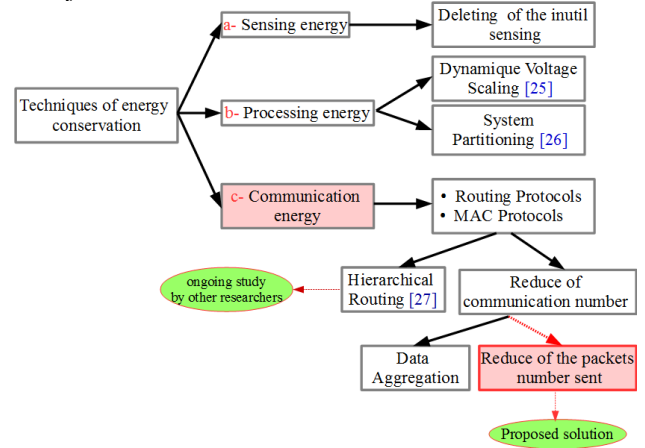 a- Sensing energy
Deleting of the inutil
sensing
Techniques of energy
conservation
b- Processing energy
Dynamique Voltage
Scaling [25]
System
Partitioning [26]
c- Communication
energy
• Routing Protocols
• MAC Protocols
ongoing study
by other researchers
Hierarchical
Routing [27]
Reduce of
communication number
Data
Aggregation
Reduce of the packets
number sent
Proposed solution